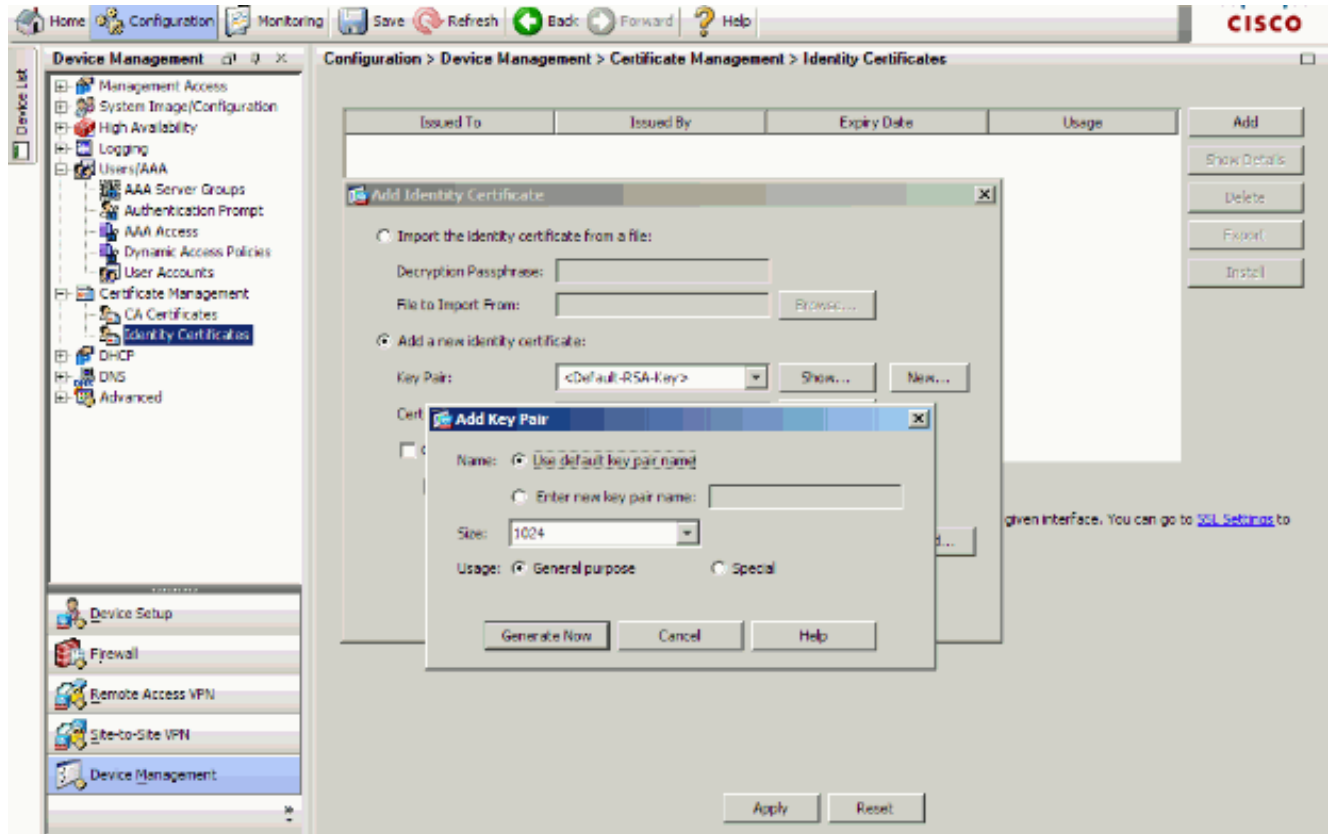 Home Configuration Monitoring Save Refresh Back Forward Help
CISCO
Device List
Device Management
Management Access
System Image/Configuration
High Availability
Logging
Users/AAA
AAA Server Groups
Authentication Prompt
AAA Access
Dynamic Access Policies
User Accounts
Certificate Management
CA Certificates
Identity Certificates
DHCP
DNS
Advanced
Device Setup
Firewall
Remote Access VPN
Site-to-Site VPN
Device Management
Configuration > Device Management > Certificate Management > Identity Certificates
Issued To Issued By Expiry Date Usage
Add
Show Details
Delete
Export
Install
Add Identity Certificate
Import the identity certificate from a file:
Decryption Passphrase:
File to Import From: Browse...
Add a new identity certificate:
Key Pair: <Default-RSA-Key> Show... New...
Cert
Add Key Pair
Name: Use default key pair name
Enter new key pair name:
Size: 1024
Usage: General purpose Special
Generate Now Cancel Help
given interface. You can go to SSL Settings to
Apply Reset